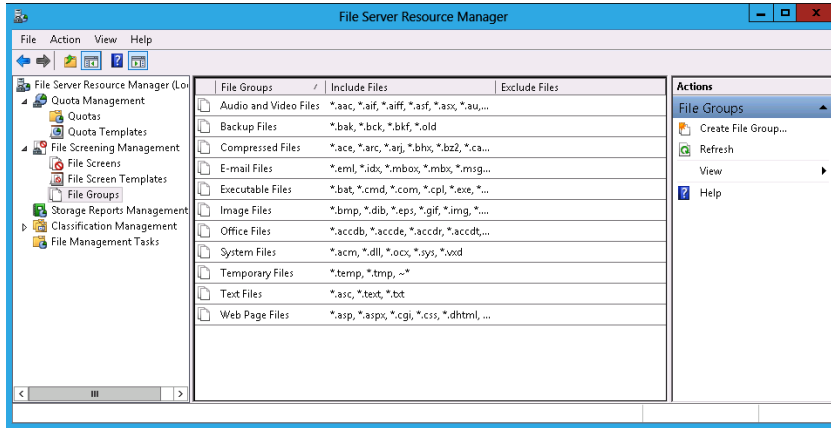 File Server Resource Manager
File Action View Help
File Server Resource Manager (Lo
Quota Management
Quotas
Quota Templates
File Screening Management
File Screens
File Screen Templates
File Groups
Storage Reports Management
Classification Management
File Management Tasks
File Groups / Include Files Exclude Files
Audio and Video Files *.aac, *.aif, *.aiff, *.asf, *.asx, *.au,...
Backup Files *.bak, *.bck, *.bkf, *.old
Compressed Files *.ace, *.arc, *.arj, *.bhx, *.bz2, *.ca...
E-mail Files *.eml, *.idx, *.mbox, *.mbx, *.msg...
Executable Files *.bat, *.cmd, *.com, *.cpl, *.exe, *...
Image Files *.bmp, *.dib, *.eps, *.gif, *.img, *....
Office Files *.accdb, *.accde, *.accdr, *.accdt,...
System Files *.acm, *.dll, *.ocx, *.sys, *.vxd
Temporary Files *.temp, *.tmp, ~*
Text Files *.asc, *.text, *.txt
Web Page Files *.asp, *.aspx, *.cgi, *.css, *.dhtml, ...
Actions
File Groups
Create File Group...
Refresh
View
Help